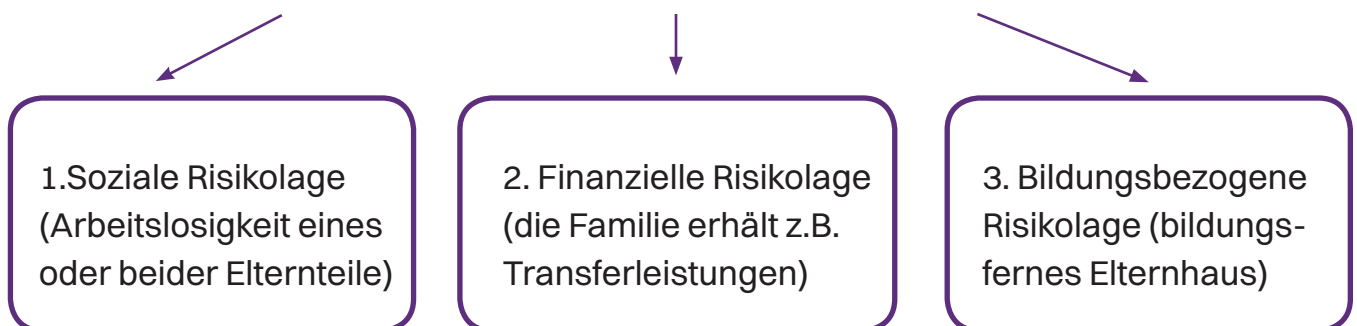 1.Soziale Risikolage
(Arbeitslosigkeit eines
oder beider Elternteile)
2. Finanzielle Risikolage
(die Familie erhält z.B.
Transferleistungen)
3. Bildungsbezogene
Risikolage (bildungs-
fernes Elternhaus)